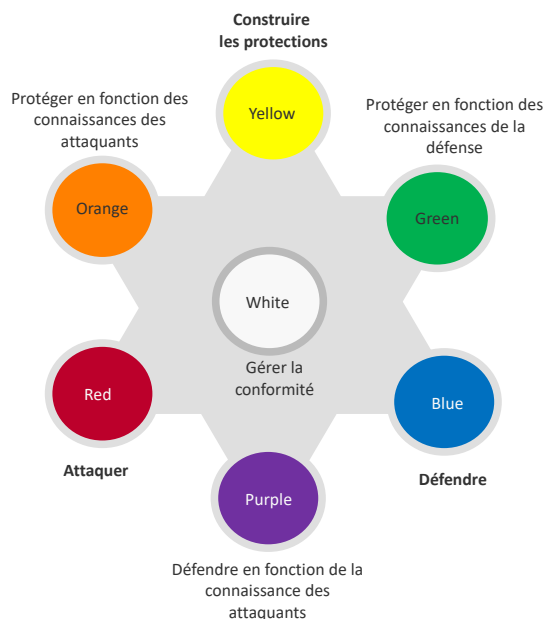 Construire
les protections
Yellow
Protéger en fonction des
connaissances des
attaquants
Protéger en fonction des
connaissances de la
défense
Orange
Green
White
Gérer la
conformité
Red
Blue
Attaquer
Défendre
Purple
Défendre en fonction de la
connaissance des
attaquants